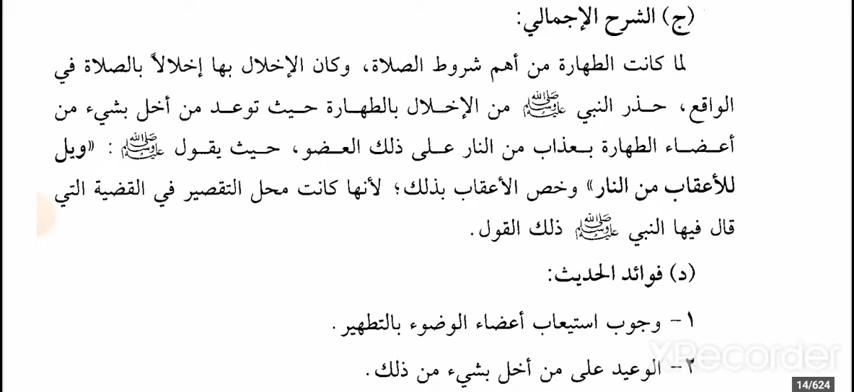 (ج) الشرح الإجمالي:
لما كانت الطهارة من أهم شروط الصلاة، وكان الإخلال بها إخلالاً بالصلاة في
الواقع، حذر النبي ﷺ من الإخلال بالطهارة حيث توعد من أخل بشيء من
أعضاء الطهارة بعذاب من النار على ذلك العضو، حيث يقول ﷺ : «ويل
للأعقاب من النار» وخص الأعقاب بذلك؛ لأنها كانت محل التقصير في القضية التي
قال فيها النبي ﷺ ذلك القول.
(د) فوائد الحديث:
١- وجوب استيعاب أعضاء الوضوء بالتطهير.
٢- الوعيد على من أخل بشيء من ذلك.
XRecorder
14/624